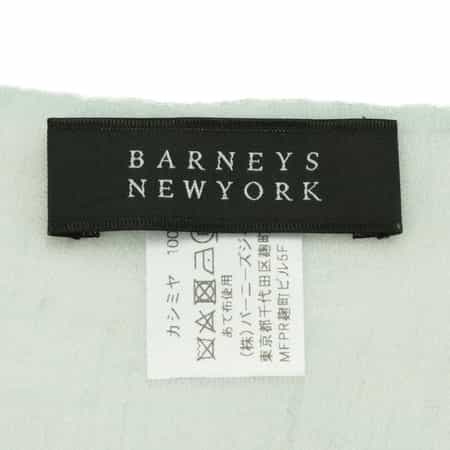 BARNEYS
NEWYORK
カシミヤ 100
あて布使用
(株)バーニーズジ
東京都千代田区麹町
MFPR麹町ビル5F